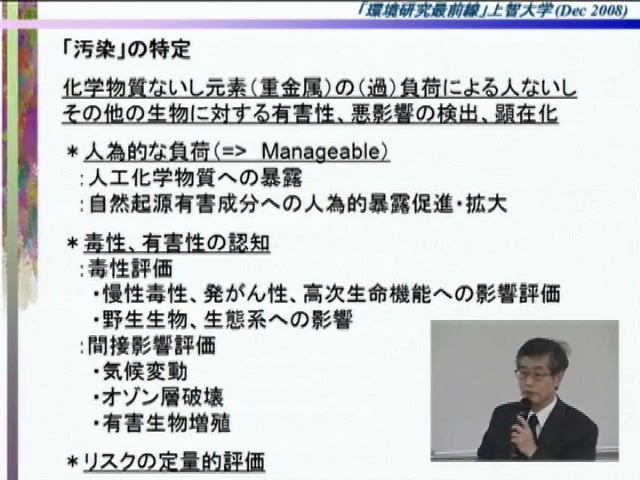 「環境研究最前線」上智大学(Dec 2008)
「汚染」の特定
化学物質ないし元素(重金属)の(過)負荷による人ないし
その他の生物に対する有害性、悪影響の検出、顕在化
*人為的な負荷(=> Manageable)
:人工化学物質への暴露
:自然起源有害成分への人為的暴露促進・拡大
*毒性、有害性の認知
:毒性評価
・慢性毒性、発がん性、高次生命機能への影響評価
・野生生物、生態系への影響
:間接影響評価
・気候変動
・オゾン層破壊
・有害生物増殖
*リスクの定量的評価